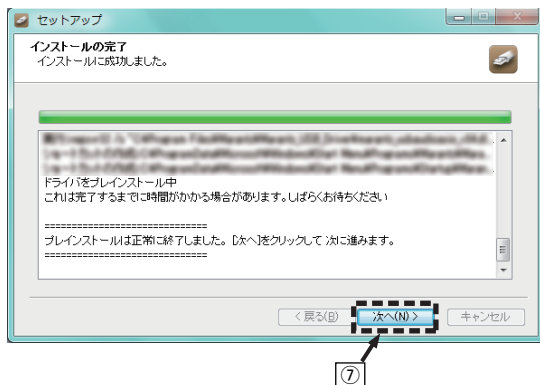 セットアップ
インストールの完了
インストールに成功しました。
ドライバをプレインストール中
これは完了するまでに時間がかかる場合があります。しばらくお待ちください
==============================
プレインストールは正常に終了しました。[次へ]をクリックして 次に進みます。
==============================
< 戻る(B)
次へ(N) >
キャンセル
⑦